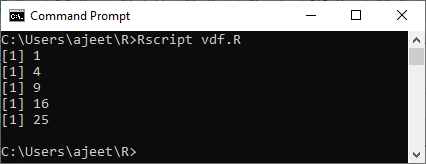 Command Prompt
C:\Users\ajeet\R>Rscript vdf.R
[1] 1
[1] 4
[1] 9
[1] 16
[1] 25
C:\Users\ajeet\R>